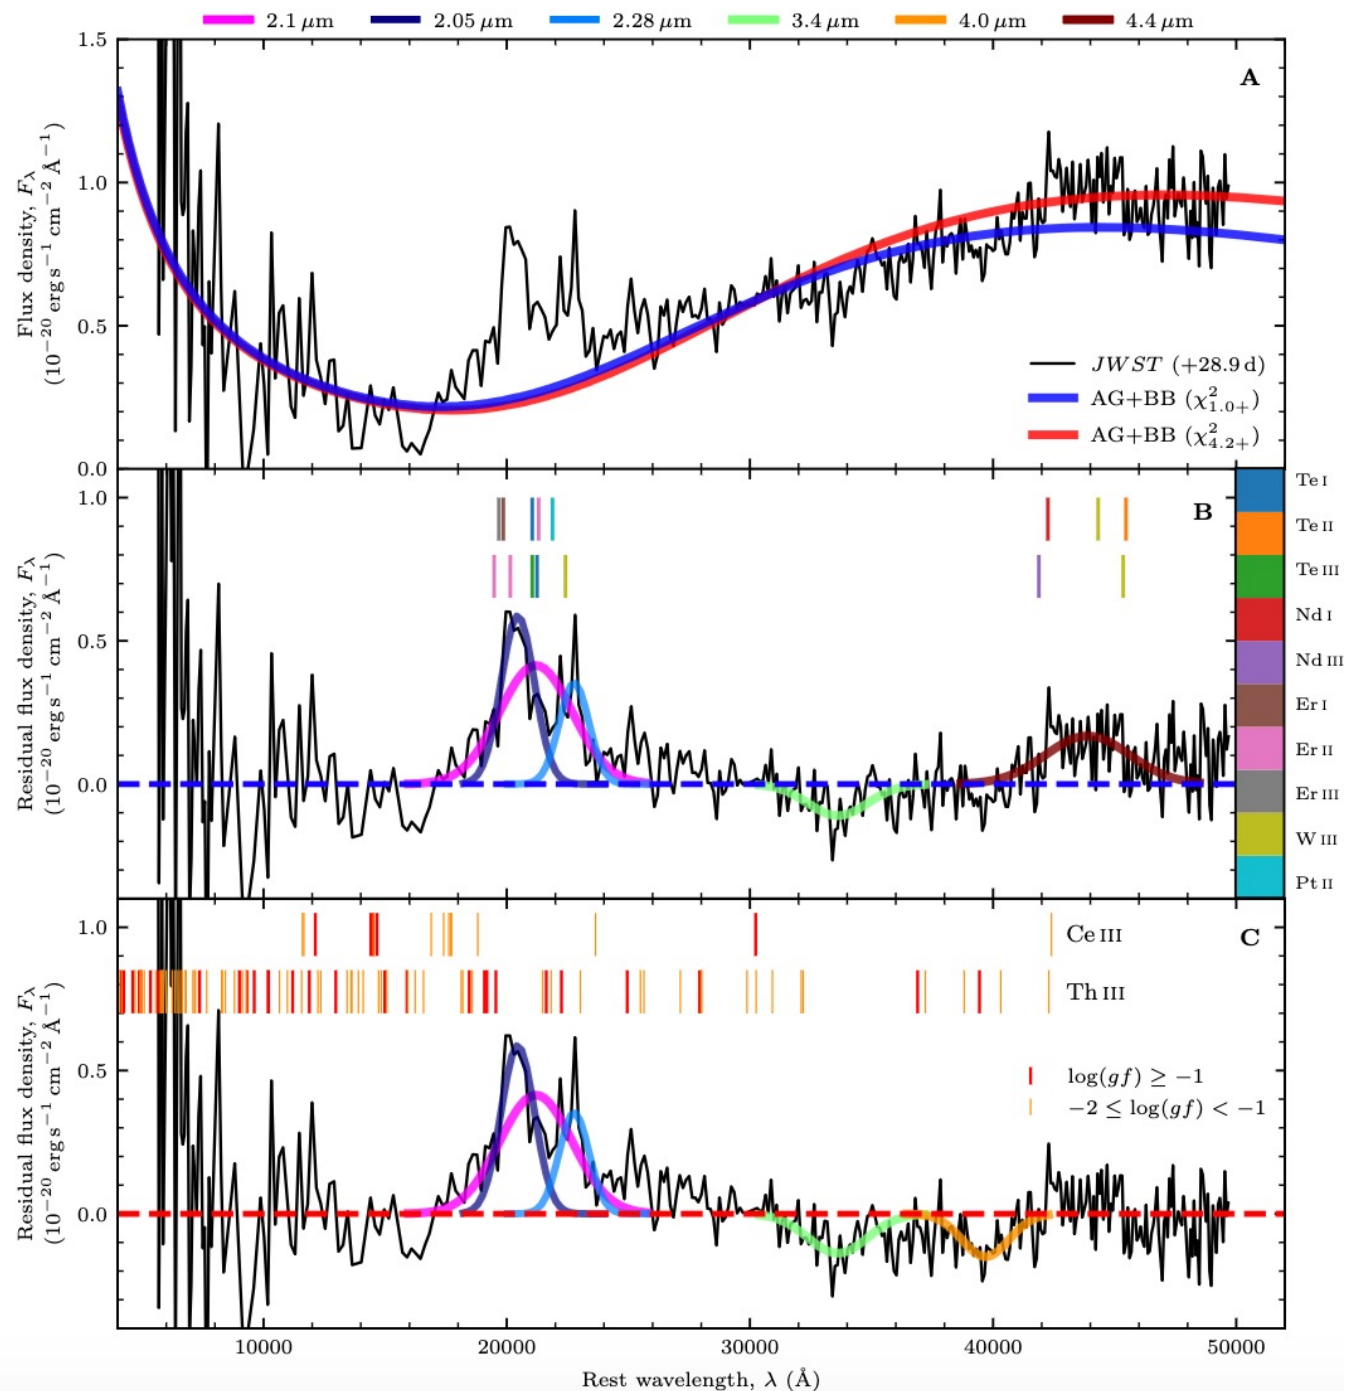 2.1 μm 2.05 μm 2.28 μm 3.4 μm 4.0 μm 4.4 μm
1.5
1.0
0.5
0.0
Flux density, Fλ
(10⁻²⁰ erg s⁻¹ cm⁻² Å⁻¹)
A
JWST (+28.9 d)
AG+BB (χ²₁.₀₊)
AG+BB (χ²₄.₂₊)
1.0
0.5
0.0
Residual flux density, Fλ
(10⁻²⁰ erg s⁻¹ cm⁻² Å⁻¹)
B
Te I
Te II
Te III
Nd I
Nd III
Er I
Er II
Er III
W III
Pt II
1.0
0.5
0.0
Residual flux density, Fλ
(10⁻²⁰ erg s⁻¹ cm⁻² Å⁻¹)
C
Ce III
Th III
log(gf) ≥ −1
−2 ≤ log(gf) < −1
10000 20000 30000 40000 50000
Rest wavelength, λ (Å)